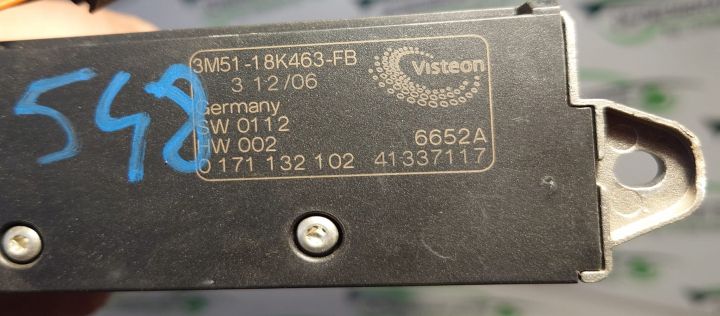 3M51-18K463-FB
Visteon
3 12/06
Germany
SW 0112
HW 002 6652A
0 171 132 102 41337117
548